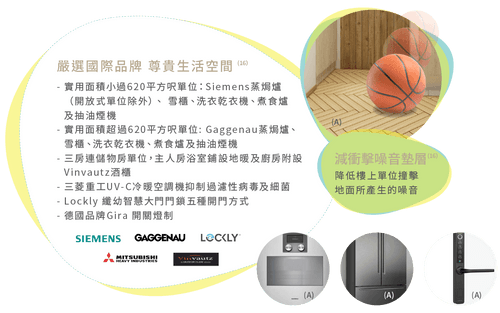 嚴選國際品牌 尊貴生活空間 (16)
- 實用面積小過620平方呎單位：Siemens蒸焗爐
（開放式單位除外）、 雪櫃、洗衣乾衣機、煮食爐
及抽油煙機
- 實用面積超過620平方呎單位: Gaggenau蒸焗爐、
雪櫃、洗衣乾衣機、煮食爐及抽油煙機
- 三房連儲物房單位，主人房浴室鋪設地暖及廚房附設
Vinvautz酒櫃
- 三菱重工UV-C冷暖空調機抑制過濾性病毒及細菌
- Lockly 纖幼智慧大門門鎖五種開門方式
- 德國品牌Gira 開關燈制
SIEMENS GAGGENAU LOCKLY
MITSUBISHI
HEAVY INDUSTRIES
Vinvautz
(A)
減衝擊噪音墊層(16)
降低樓上單位撞擊
地面所產生的噪音
(A) (A) (A)